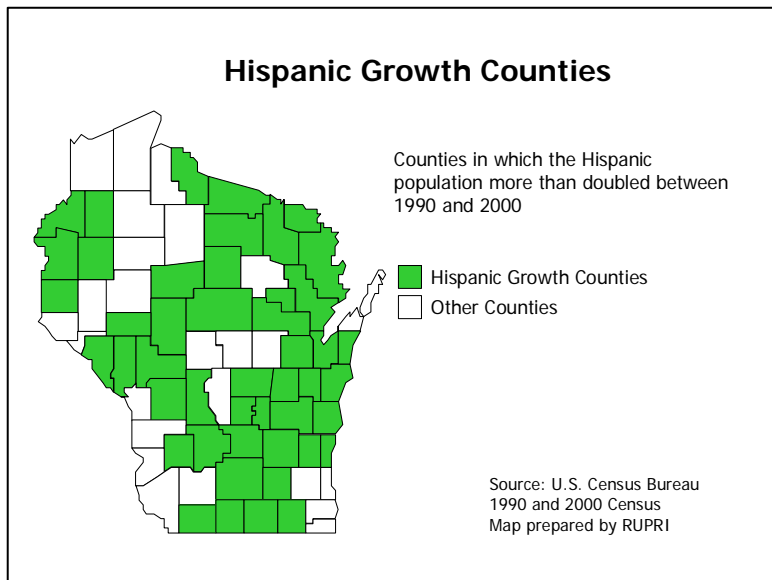 Hispanic Growth Counties
Counties in which the Hispanic
population more than doubled between
1990 and 2000
Hispanic Growth Counties
Other Counties
Source: U.S. Census Bureau
1990 and 2000 Census
Map prepared by RUPRI